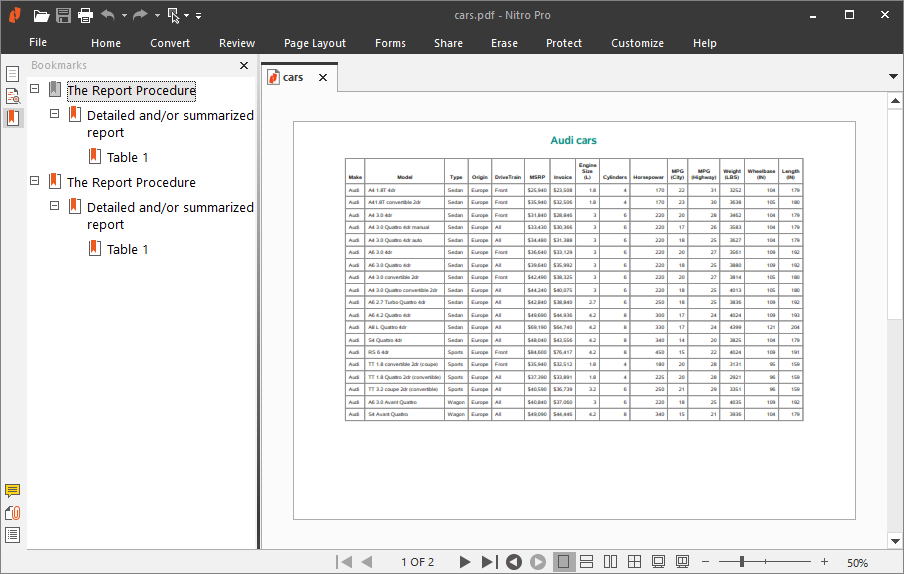 cars.pdf - Nitro Pro
File Home Convert Review Page Layout Forms Share Erase Protect Customize Help
Bookmarks
The Report Procedure
Detailed and/or summarized
report
Table 1
The Report Procedure
Detailed and/or summarized
report
Table 1
cars
Audi cars
Make Model Type Origin DriveTrain MSRP Invoice Engine Size (L) Cylinders Horsepower MPG (City) MPG (Highway) Weight (LBS) Wheelbase (IN) Length (IN)
Audi A4 1.8T 4dr Sedan Europe Front $25,940 $23,508 1.8 4 170 22 31 3252 104 179
Audi A41.8T convertible 2dr Sedan Europe Front $35,940 $32,506 1.8 4 170 23 30 3638 105 180
Audi A4 3.0 4dr Sedan Europe Front $31,840 $28,846 3 6 220 20 28 3462 104 179
Audi A4 3.0 Quattro 4dr manual Sedan Europe All $33,430 $30,366 3 6 220 17 26 3583 104 179
Audi A4 3.0 Quattro 4dr auto Sedan Europe All $34,480 $31,388 3 6 220 18 25 3627 104 179
Audi A6 3.0 4dr Sedan Europe Front $36,640 $33,129 3 6 220 20 27 3561 109 192
Audi A6 3.0 Quattro 4dr Sedan Europe All $39,640 $35,992 3 6 220 18 25 3880 109 192
Audi A4 3.0 convertible 2dr Sedan Europe Front $42,490 $38,325 3 6 220 20 27 3814 105 180
Audi A4 3.0 Quattro convertible 2dr Sedan Europe All $44,240 $40,075 3 6 220 18 25 4013 105 180
Audi A6 2.7 Turbo Quattro 4dr Sedan Europe All $42,840 $38,840 2.7 6 250 18 25 3836 109 192
Audi A6 4.2 Quattro 4dr Sedan Europe All $49,690 $44,936 4.2 8 300 17 24 4024 109 193
Audi A8 L Quattro 4dr Sedan Europe All $69,190 $64,740 4.2 8 330 17 24 4399 121 204
Audi S4 Quattro 4dr Sedan Europe All $48,040 $43,556 4.2 8 340 14 20 3825 104 179
Audi RS 6 4dr Sports Europe Front $84,600 $76,417 4.2 8 450 15 22 4024 109 191
Audi TT 1.8 convertible 2dr (coupe) Sports Europe Front $35,940 $32,512 1.8 4 180 20 28 3131 95 159
Audi TT 1.8 Quattro 2dr (convertible) Sports Europe All $37,390 $33,891 1.8 4 225 20 28 2921 96 159
Audi TT 3.2 coupe 2dr (convertible) Sports Europe All $40,590 $36,739 3.2 6 250 21 29 3351 96 159
Audi A6 3.0 Avant Quattro Wagon Europe All $40,840 $37,060 3 6 220 18 25 4035 109 192
Audi S4 Avant Quattro Wagon Europe All $49,090 $44,446 4.2 8 340 15 21 3936 104 179
1 OF 2
50%